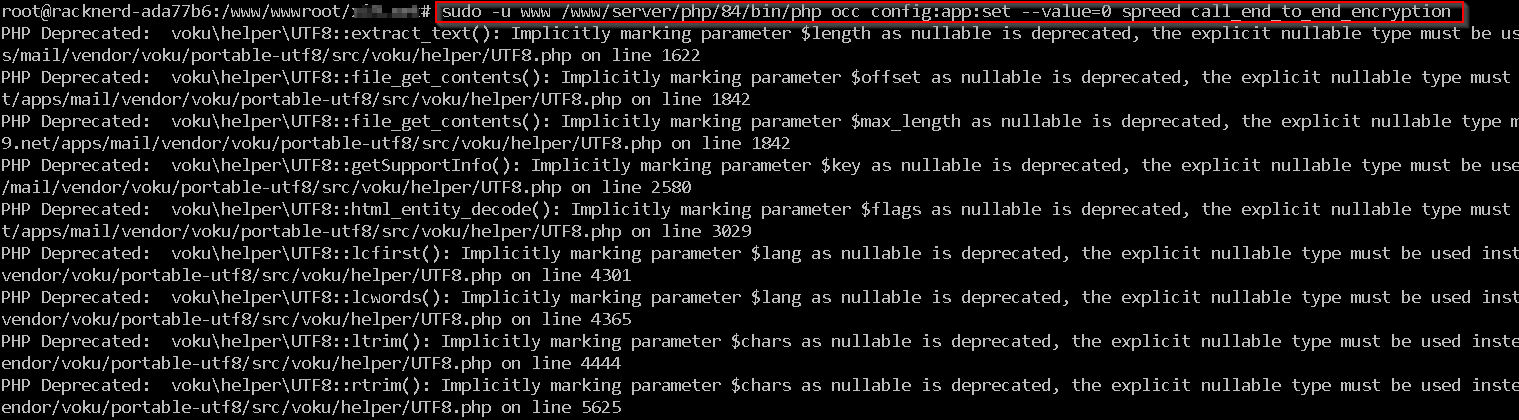 root@racknerd-ada77b6:/www/wwwroot/ # sudo -u www /www/server/php/84/bin/php occ config:app:set --value=0 spreed call_end_to_end_encryption
PHP Deprecated:  voku\helper\UTF8::extract_text(): Implicitly marking parameter $length as nullable is deprecated, the explicit nullable type must be us
s/mail/vendor/voku/portable-utf8/src/voku/helper/UTF8.php on line 1622
PHP Deprecated:  voku\helper\UTF8::file_get_contents(): Implicitly marking parameter $offset as nullable is deprecated, the explicit nullable type must
t/apps/mail/vendor/voku/portable-utf8/src/voku/helper/UTF8.php on line 1842
PHP Deprecated:  voku\helper\UTF8::file_get_contents(): Implicitly marking parameter $max_length as nullable is deprecated, the explicit nullable type m
9.net/apps/mail/vendor/voku/portable-utf8/src/voku/helper/UTF8.php on line 1842
PHP Deprecated:  voku\helper\UTF8::getSupportInfo(): Implicitly marking parameter $key as nullable is deprecated, the explicit nullable type must be use
/mail/vendor/voku/portable-utf8/src/voku/helper/UTF8.php on line 2580
PHP Deprecated:  voku\helper\UTF8::html_entity_decode(): Implicitly marking parameter $flags as nullable is deprecated, the explicit nullable type must
t/apps/mail/vendor/voku/portable-utf8/src/voku/helper/UTF8.php on line 3029
PHP Deprecated:  voku\helper\UTF8::lcfirst(): Implicitly marking parameter $lang as nullable is deprecated, the explicit nullable type must be used inst
vendor/voku/portable-utf8/src/voku/helper/UTF8.php on line 4301
PHP Deprecated:  voku\helper\UTF8::lcwords(): Implicitly marking parameter $lang as nullable is deprecated, the explicit nullable type must be used inst
vendor/voku/portable-utf8/src/voku/helper/UTF8.php on line 4365
PHP Deprecated:  voku\helper\UTF8::ltrim(): Implicitly marking parameter $chars as nullable is deprecated, the explicit nullable type must be used inste
endor/voku/portable-utf8/src/voku/helper/UTF8.php on line 4444
PHP Deprecated:  voku\helper\UTF8::rtrim(): Implicitly marking parameter $chars as nullable is deprecated, the explicit nullable type must be used inste
endor/voku/portable-utf8/src/voku/helper/UTF8.php on line 5625